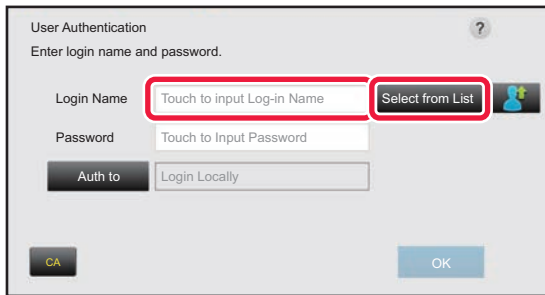 User Authentication
?
Enter login name and password.
Login Name
Touch to input Log-in Name
Select from List
Password
Touch to Input Password
Auth to
Login Locally
CA
OK